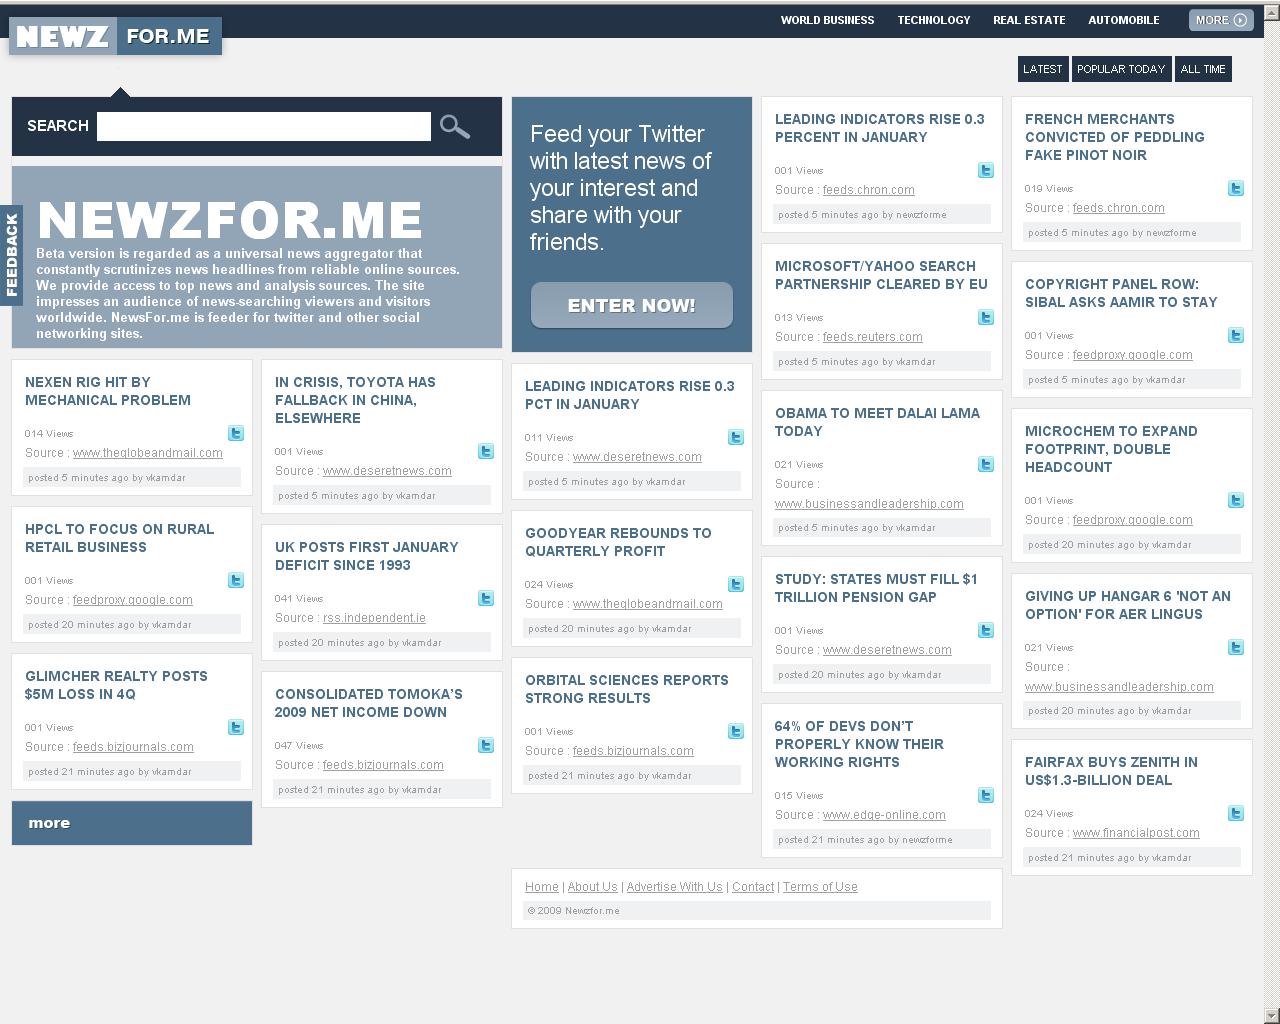 NEWZ FOR.ME
WORLD BUSINESS TECHNOLOGY REAL ESTATE AUTOMOBILE MORE
LATEST POPULAR TODAY ALL TIME
SEARCH
FEEDBACK
NEWZFOR.ME
Beta version is regarded as a universal news aggregator that
constantly scrutinizes news headlines from reliable online sources.
We provide access to top news and analysis sources. The site
impresses an audience of news-searching viewers and visitors
worldwide. NewsFor.me is feeder for twitter and other social
networking sites.
NEXEN RIG HIT BY
MECHANICAL PROBLEM
014 Views
Source : www.theglobeandmail.com
posted 5 minutes ago by vkamdar
HPCL TO FOCUS ON RURAL
RETAIL BUSINESS
001 Views
Source : feedproxy.google.com
posted 20 minutes ago by vkamdar
GLIMCHER REALTY POSTS
$5M LOSS IN 4Q
001 Views
Source : feeds.bizjournals.com
posted 21 minutes ago by vkamdar
more
IN CRISIS, TOYOTA HAS
FALLBACK IN CHINA,
ELSEWHERE
001 Views
Source : www.deseretnews.com
posted 5 minutes ago by vkamdar
UK POSTS FIRST JANUARY
DEFICIT SINCE 1993
041 Views
Source : rss.independent.ie
posted 20 minutes ago by vkamdar
CONSOLIDATED TOMOKA’S
2009 NET INCOME DOWN
047 Views
Source : feeds.bizjournals.com
posted 21 minutes ago by vkamdar
Feed your Twitter
with latest news of
your interest and
share with your
friends.
ENTER NOW!
LEADING INDICATORS RISE 0.3
PCT IN JANUARY
011 Views
Source : www.deseretnews.com
posted 5 minutes ago by vkamdar
GOODYEAR REBOUNDS TO
QUARTERLY PROFIT
024 Views
Source : www.theglobeandmail.com
posted 20 minutes ago by vkamdar
ORBITAL SCIENCES REPORTS
STRONG RESULTS
001 Views
Source : feeds.bizjournals.com
posted 21 minutes ago by vkamdar
LEADING INDICATORS RISE 0.3
PERCENT IN JANUARY
001 Views
Source : feeds.chron.com
posted 5 minutes ago by newzforme
MICROSOFT/YAHOO SEARCH
PARTNERSHIP CLEARED BY EU
013 Views
Source : feeds.reuters.com
posted 5 minutes ago by vkamdar
OBAMA TO MEET DALAI LAMA
TODAY
021 Views
Source :
www.businessandleadership.com
posted 5 minutes ago by vkamdar
STUDY: STATES MUST FILL $1
TRILLION PENSION GAP
001 Views
Source : www.deseretnews.com
posted 20 minutes ago by vkamdar
64% OF DEVS DON’T
PROPERLY KNOW THEIR
WORKING RIGHTS
015 Views
Source : www.edge-online.com
posted 21 minutes ago by newzforme
FRENCH MERCHANTS
CONVICTED OF PEDDLING
FAKE PINOT NOIR
019 Views
Source : feeds.chron.com
posted 5 minutes ago by newzforme
COPYRIGHT PANEL ROW:
SIBAL ASKS AAMIR TO STAY
001 Views
Source : feedproxy.google.com
posted 5 minutes ago by vkamdar
MICROCHEM TO EXPAND
FOOTPRINT, DOUBLE
HEADCOUNT
001 Views
Source : feedproxy.google.com
posted 20 minutes ago by vkamdar
GIVING UP HANGAR 6 'NOT AN
OPTION' FOR AER LINGUS
021 Views
Source :
www.businessandleadership.com
posted 20 minutes ago by vkamdar
FAIRFAX BUYS ZENITH IN
US$1.3-BILLION DEAL
024 Views
Source : www.financialpost.com
posted 21 minutes ago by vkamdar
Home | About Us | Advertise With Us | Contact | Terms of Use
© 2009 Newzfor.me